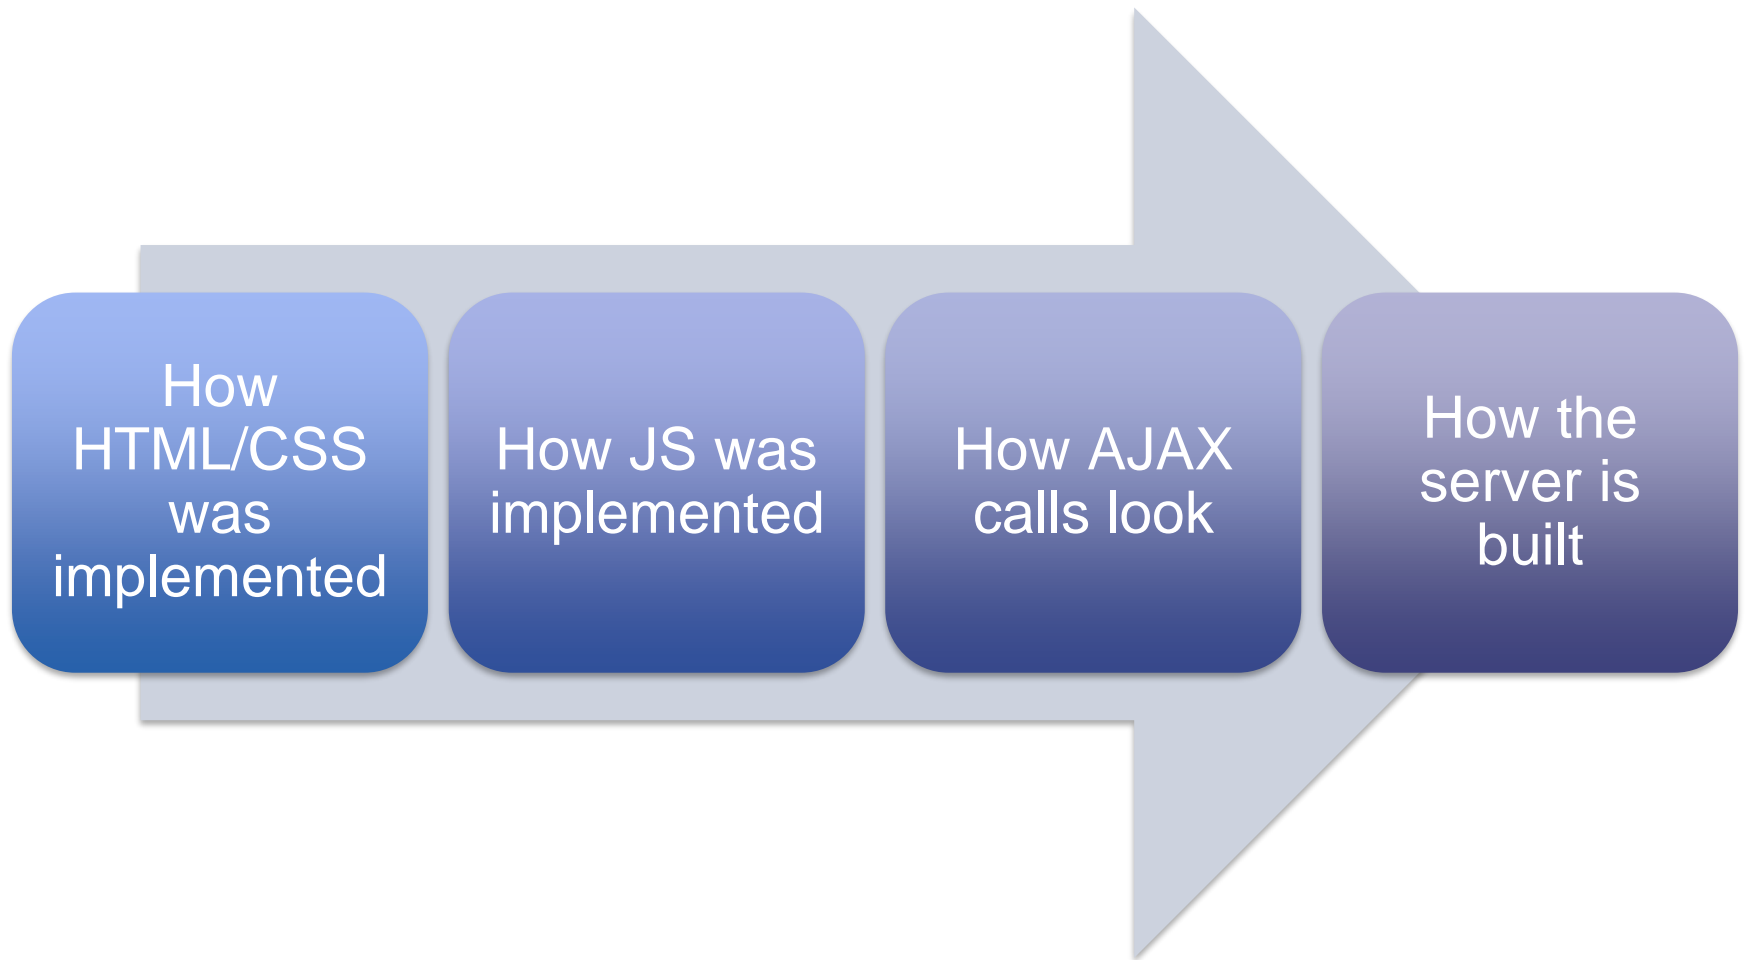 How
HTML/CSS
was
implemented
How JS was
implemented
How AJAX
calls look
How the
server is
built